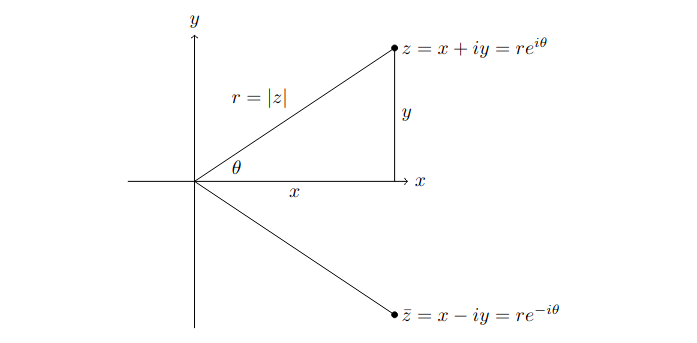 y
z = x + iy = re^{iθ}
r = |z|
y
θ
x
x
z̄ = x − iy = re^{−iθ}